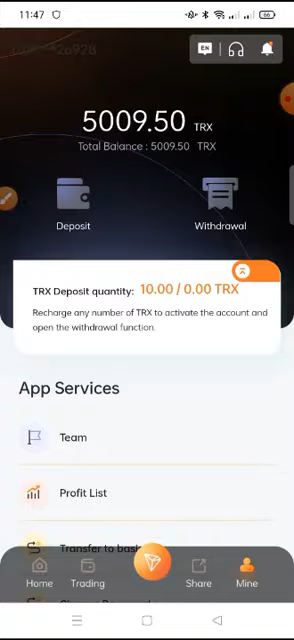 11:47
66
EN
5009.50 TRX
Total Balance : 5009.50 TRX
Deposit
Withdrawal
TRX Deposit quantity: 10.00 / 0.00 TRX
Recharge any number of TRX to activate the account and
open the withdrawal function.
App Services
Team
Profit List
Transfer to
Home
Trading
Share
Mine